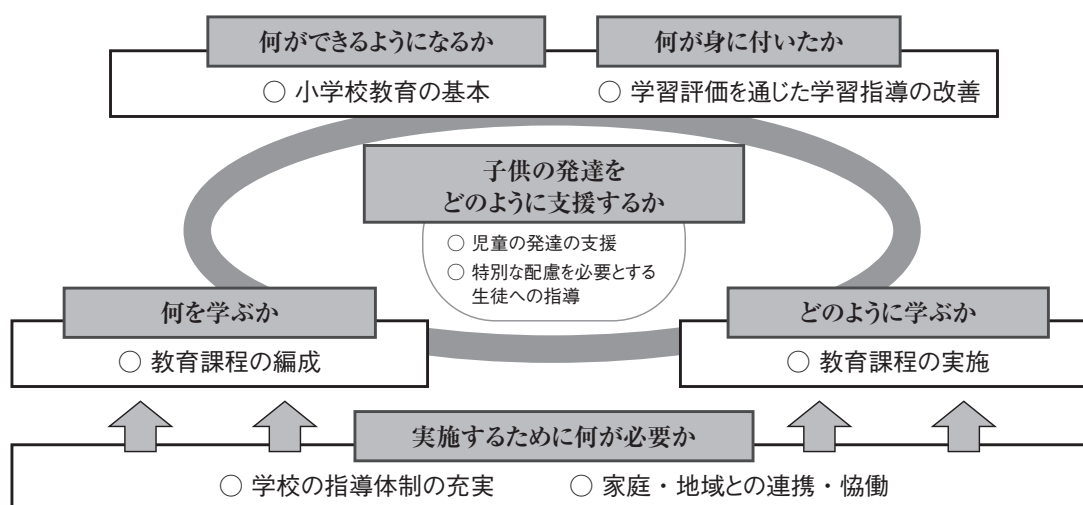 何ができるようになるか
何が身に付いたか
○ 小学校教育の基本
○ 学習評価を通じた学習指導の改善
子供の発達を
どのように支援するか
○ 児童の発達の支援
○ 特別な配慮を必要とする
生徒への指導
何を学ぶか
どのように学ぶか
○ 教育課程の編成
○ 教育課程の実施
実施するために何が必要か
○ 学校の指導体制の充実
○ 家庭・地域との連携・恊働